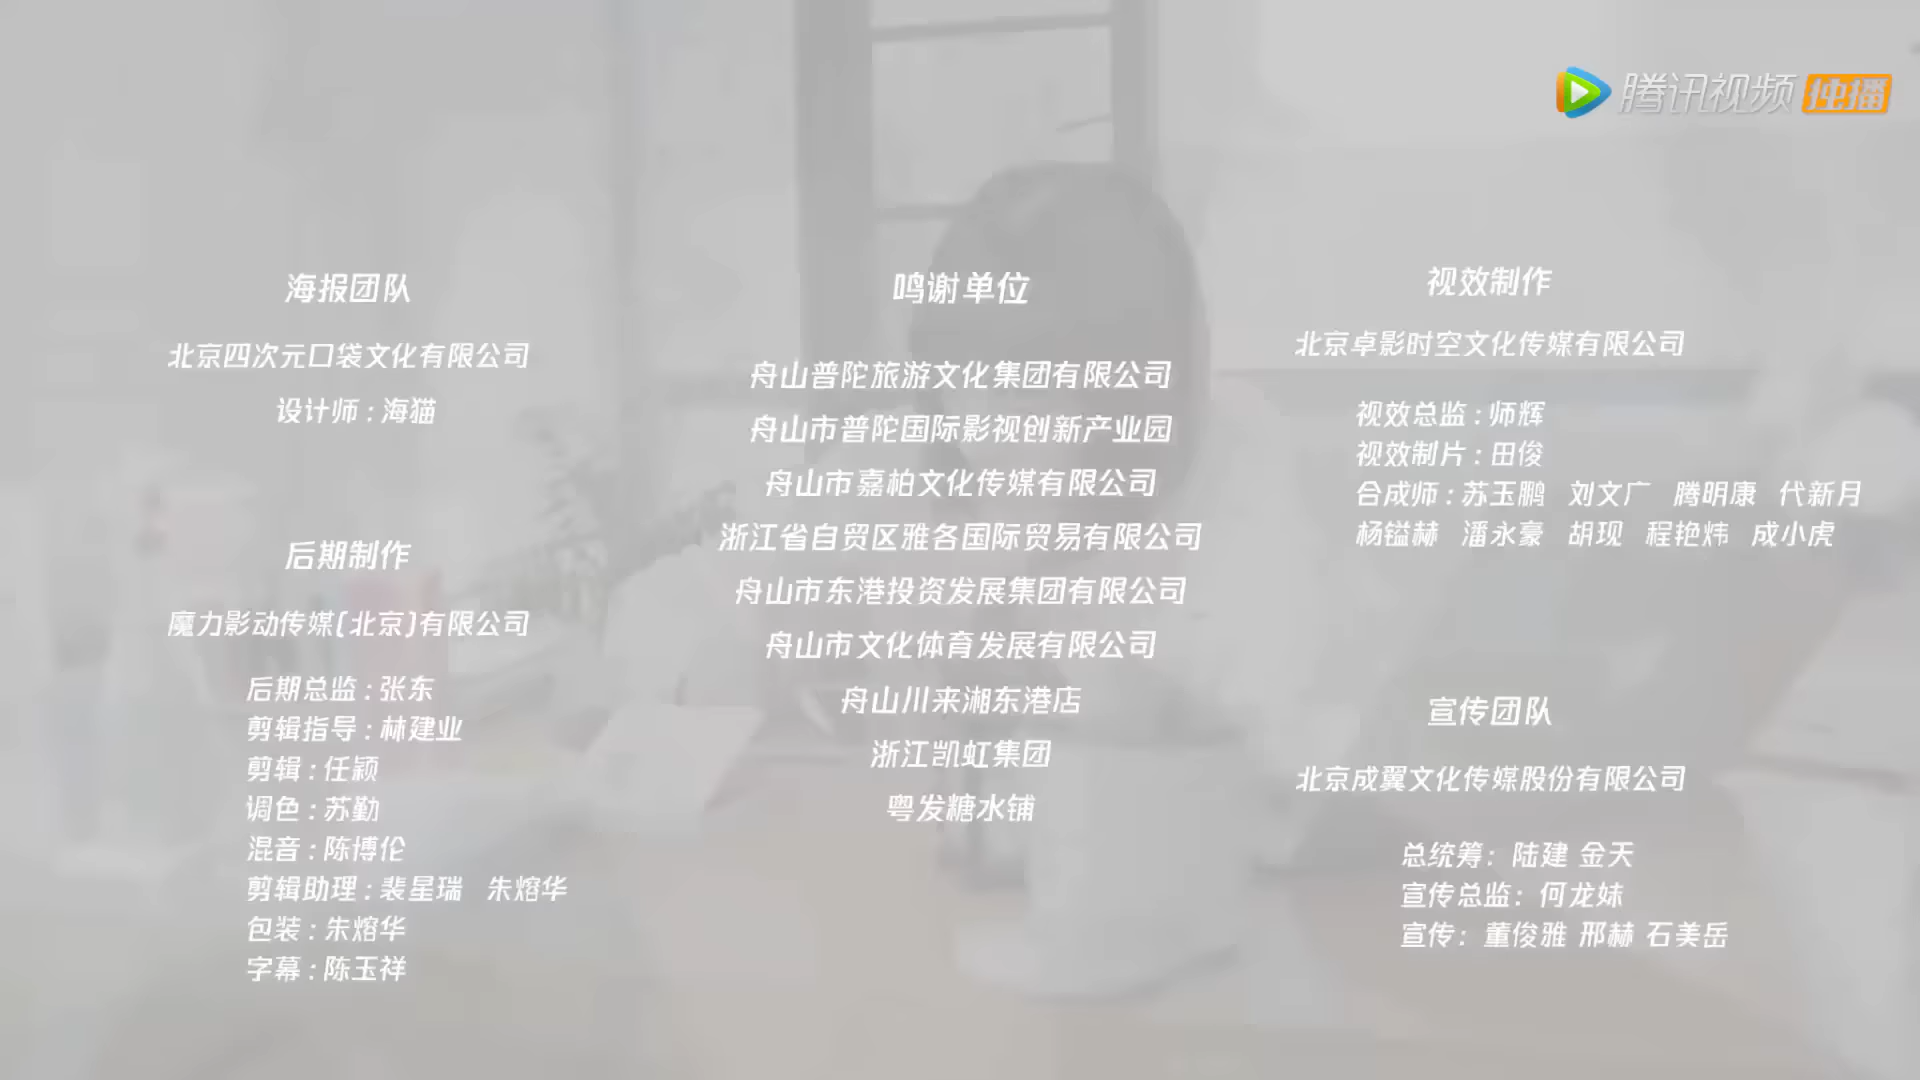 腾讯视频 独播
海报团队
北京四次元口袋文化有限公司
设计师:海猫
后期制作
魔力影动传媒(北京)有限公司
后期总监:张东
剪辑指导:林建业
剪辑:任颖
调色:苏勤
混音:陈博伦
剪辑助理:裴星瑞 朱熔华
包装:朱熔华
字幕:陈玉祥
鸣谢单位
舟山普陀旅游文化集团有限公司
舟山市普陀国际影视创新产业园
舟山市嘉柏文化传媒有限公司
浙江省自贸区雅各国际贸易有限公司
舟山市东港投资发展集团有限公司
舟山市文化体育发展有限公司
舟山川来湘东港店
浙江凯虹集团
粤发糖水铺
视效制作
北京卓影时空文化传媒有限公司
视效总监:师辉
视效制片:田俊
合成师:苏玉鹏 刘文广 腾明康 代新月
杨镒赫 潘永豪 胡现 程艳炜 成小虎
宣传团队
北京成翼文化传媒股份有限公司
总统筹：陆建 金天
宣传总监：何龙妹
宣传：董俊雅 邢赫 石美岳